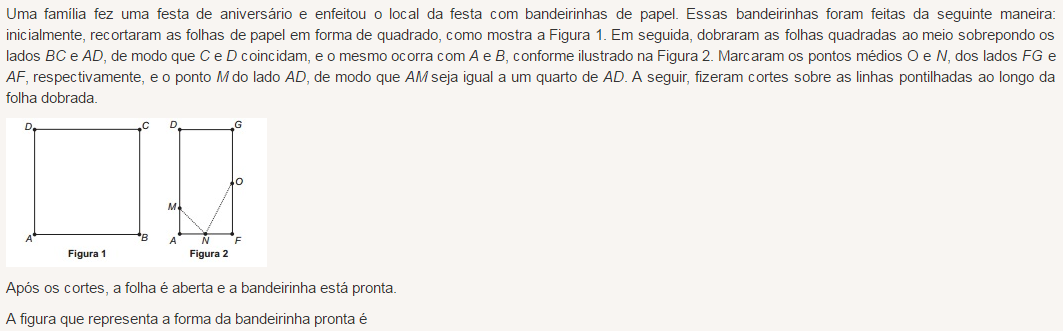 Uma família fez uma festa de aniversário e enfeitou o local da festa com bandeirinhas de papel. Essas bandeirinhas foram feitas da seguinte maneira:
inicialmente, recortaram as folhas de papel em forma de quadrado, como mostra a Figura 1. Em seguida, dobraram as folhas quadradas ao meio sobrepondo os
lados BC e AD, de modo que C e D coincidam, e o mesmo ocorra com A e B, conforme ilustrado na Figura 2. Marcaram os pontos médios O e N, dos lados FG e
AF, respectivamente, e o ponto M do lado AD, de modo que AM seja igual a um quarto de AD. A seguir, fizeram cortes sobre as linhas pontilhadas ao longo da
folha dobrada.
D C D G
O
M
A B A N F
Figura 1 Figura 2
Após os cortes, a folha é aberta e a bandeirinha está pronta.
A figura que representa a forma da bandeirinha pronta é